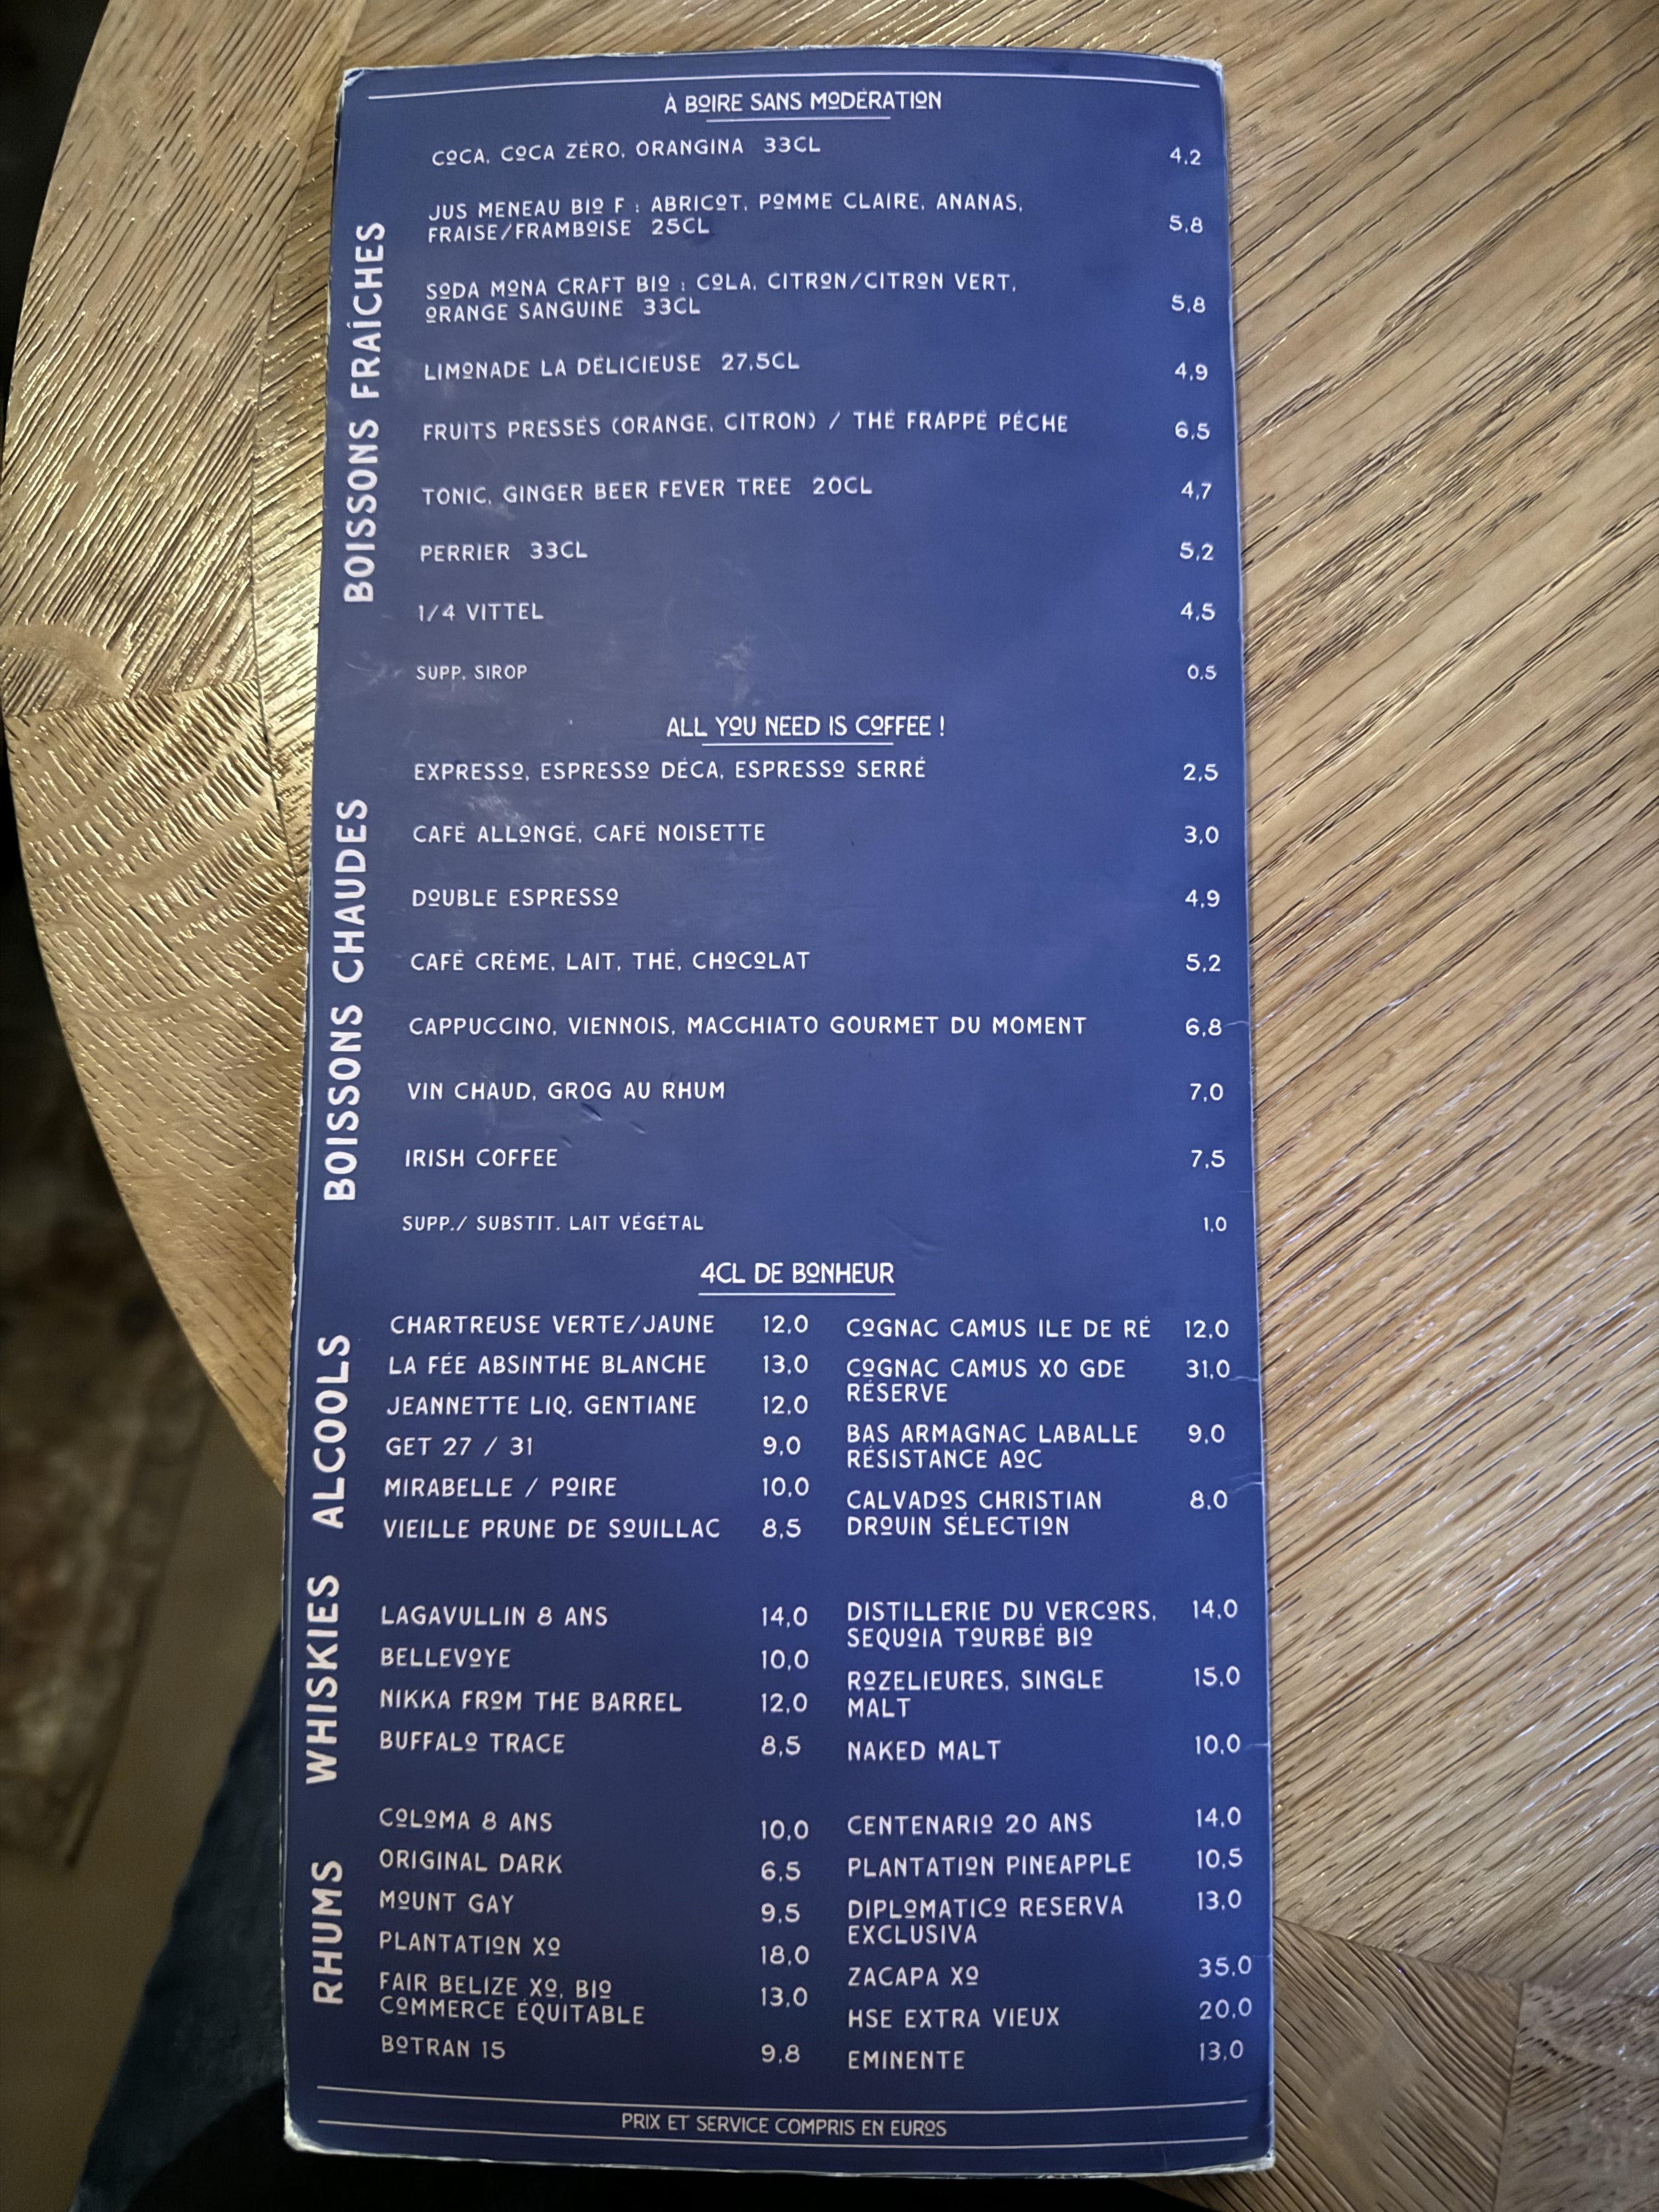 À BOIRE SANS MODÉRATION
BOISSONS FRAÎCHES
COCA, COCA ZÉRO, ORANGINA 33CL 4,2
JUS MENEAU BIO F : ABRICOT, POMME CLAIRE, ANANAS,
FRAISE/FRAMBOISE 25CL 5,8
SODA MONA CRAFT BIO : COLA, CITRON/CITRON VERT,
ORANGE SANGUINE 33CL 5,8
LIMONADE LA DÉLICIEUSE 27,5CL 4,9
FRUITS PRESSÉS (ORANGE, CITRON) / THÉ FRAPPÉ PÊCHE 6,5
TONIC, GINGER BEER FEVER TREE 20CL 4,7
PERRIER 33CL 5,2
1/4 VITTEL 4,5
SUPP. SIROP 0,5
ALL YOU NEED IS COFFEE !
BOISSONS CHAUDES
EXPRESSO, ESPRESSO DÉCA, ESPRESSO SERRÉ 2,5
CAFÉ ALLONGÉ, CAFÉ NOISETTE 3,0
DOUBLE ESPRESSO 4,9
CAFÉ CRÈME, LAIT, THÉ, CHOCOLAT 5,2
CAPPUCCINO, VIENNOIS, MACCHIATO GOURMET DU MOMENT 6,8
VIN CHAUD, GROG AU RHUM 7,0
IRISH COFFEE 7,5
SUPP./ SUBSTIT. LAIT VÉGÉTAL 1,0
4CL DE BONHEUR
ALCOOLS
CHARTREUSE VERTE/JAUNE 12,0
LA FÉE ABSINTHE BLANCHE 13,0
JEANNETTE LIQ. GENTIANE 12,0
GET 27 / 31 9,0
MIRABELLE / POIRE 10,0
VIEILLE PRUNE DE SOUILLAC 8,5
COGNAC CAMUS ILE DE RÉ 12,0
COGNAC CAMUS XO GDE 31,0
RÉSERVE
BAS ARMAGNAC LABALLE 9,0
RÉSISTANCE AOC
CALVADOS CHRISTIAN 8,0
DROUIN SÉLECTION
WHISKIES
LAGAVULLIN 8 ANS 14,0
BELLEVOYE 10,0
NIKKA FROM THE BARREL 12,0
BUFFALO TRACE 8,5
DISTILLERIE DU VERCORS, 14,0
SEQUOIA TOURBÉ BIO
ROZELIEURES, SINGLE 15,0
MALT
NAKED MALT 10,0
RHUMS
COLOMA 8 ANS 10,0
ORIGINAL DARK 6,5
MOUNT GAY 9,5
PLANTATION XO 18,0
FAIR BELIZE XO, BIO
COMMERCE ÉQUITABLE 13,0
BOTRAN 15 9,8
CENTENARIO 20 ANS 14,0
PLANTATION PINEAPPLE 10,5
DIPLOMATICO RESERVA 13,0
EXCLUSIVA
ZACAPA XO 35,0
HSE EXTRA VIEUX 20,0
EMINENTE 13,0
PRIX ET SERVICE COMPRIS EN EUROS